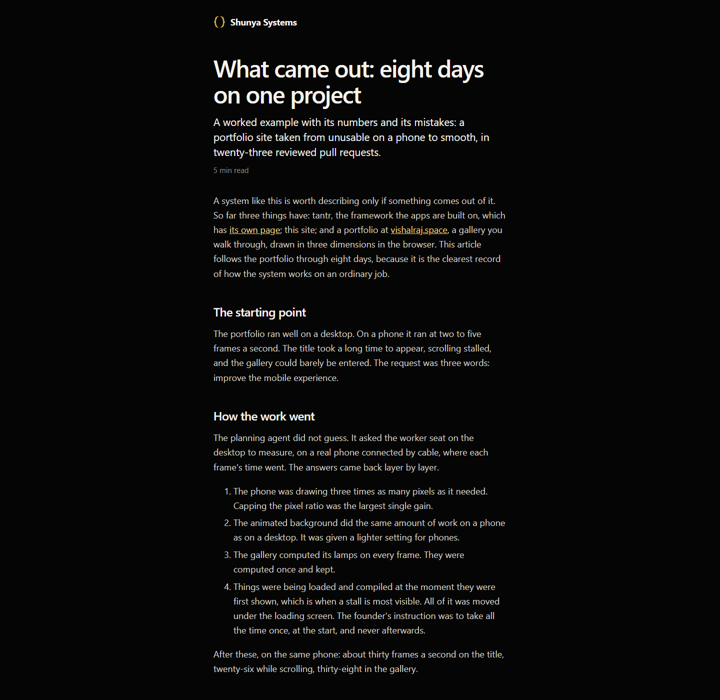 Shunya Systems
What came out: eight days
on one project
A worked example with its numbers and its mistakes: a
portfolio site taken from unusable on a phone to smooth, in
twenty-three reviewed pull requests.
5 min read
A system like this is worth describing only if something comes out of it.
So far three things have: tantr, the framework the apps are built on, which
has its own page; this site; and a portfolio at vishalraj.space, a gallery you
walk through, drawn in three dimensions in the browser. This article
follows the portfolio through eight days, because it is the clearest record
of how the system works on an ordinary job.
The starting point
The portfolio ran well on a desktop. On a phone it ran at two to five
frames a second. The title took a long time to appear, scrolling stalled,
and the gallery could barely be entered. The request was three words:
improve the mobile experience.
How the work went
The planning agent did not guess. It asked the worker seat on the
desktop to measure, on a real phone connected by cable, where each
frame's time went. The answers came back layer by layer.
1. The phone was drawing three times as many pixels as it needed.
Capping the pixel ratio was the largest single gain.
2. The animated background did the same amount of work on a phone
as on a desktop. It was given a lighter setting for phones.
3. The gallery computed its lamps on every frame. They were
computed once and kept.
4. Things were being loaded and compiled at the moment they were
first shown, which is when a stall is most visible. All of it was moved
under the loading screen. The founder's instruction was to take all
the time once, at the start, and never afterwards.
After these, on the same phone: about thirty frames a second on the title,
twenty-six while scrolling, thirty-eight in the gallery.